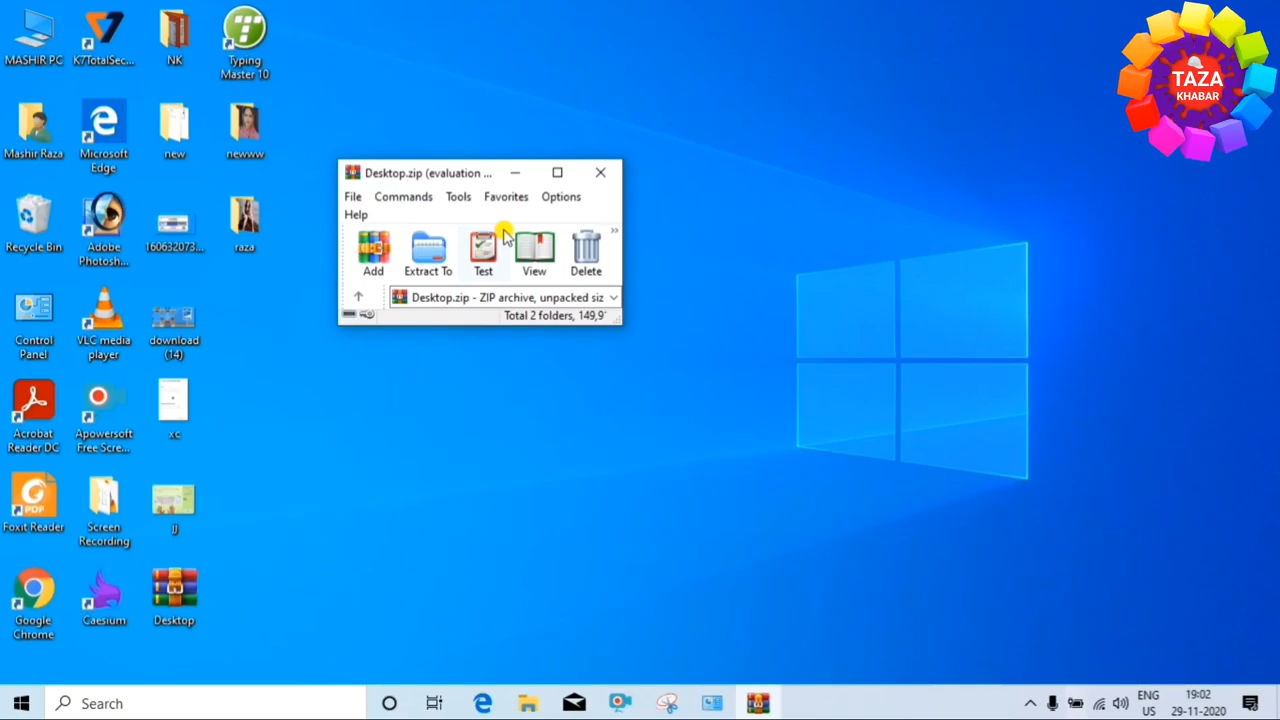 MASHIR PC
K7TotalSec...
NK
Typing
Master 10
Mashir Raza
Microsoft
Edge
new
newww
Recycle Bin
Adobe
Photosh...
160632073...
raza
Control
Panel
VLC media
player
download
(14)
Acrobat
Reader DC
Apowersoft
Free Scre...
xc
Foxit Reader
Screen
Recording
jj
Google
Chrome
Caesium
Desktop
Desktop.zip (evaluation ...
File Commands Tools Favorites Options
Help
Add Extract To Test View Delete
Desktop.zip - ZIP archive, unpacked siz
Total 2 folders, 149,9
TAZA
KHABAR
Search
ENG
US
19:02
29-11-2020